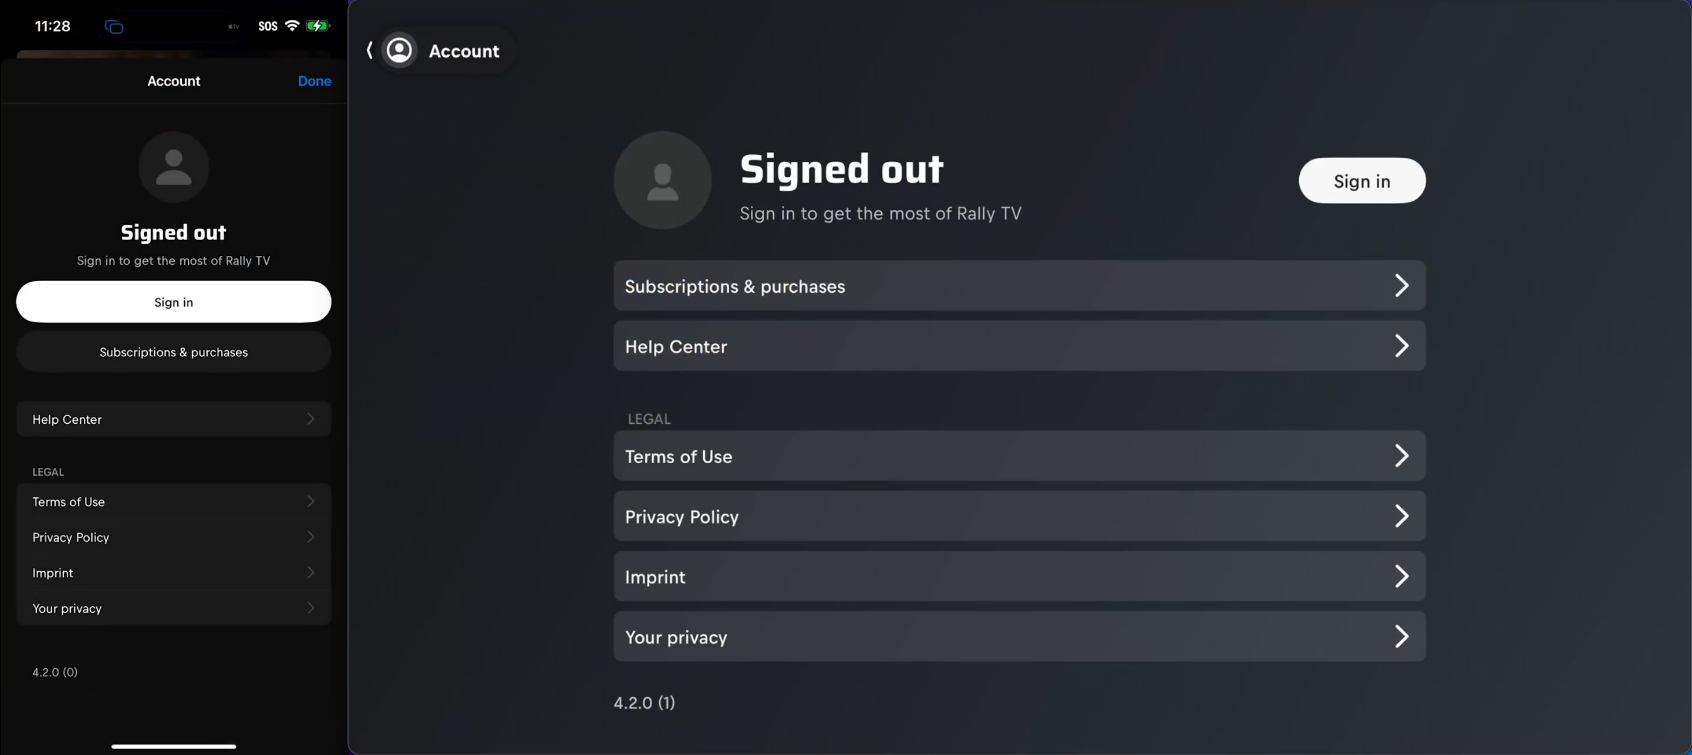 11:28
tv SOS
Account Done
Signed out
Sign in to get the most of Rally TV
Sign in
Subscriptions & purchases
Help Center
LEGAL
Terms of Use
Privacy Policy
Imprint
Your privacy
4.2.0 (0)
Account
Signed out
Sign in to get the most of Rally TV
Sign in
Subscriptions & purchases
Help Center
LEGAL
Terms of Use
Privacy Policy
Imprint
Your privacy
4.2.0 (1)